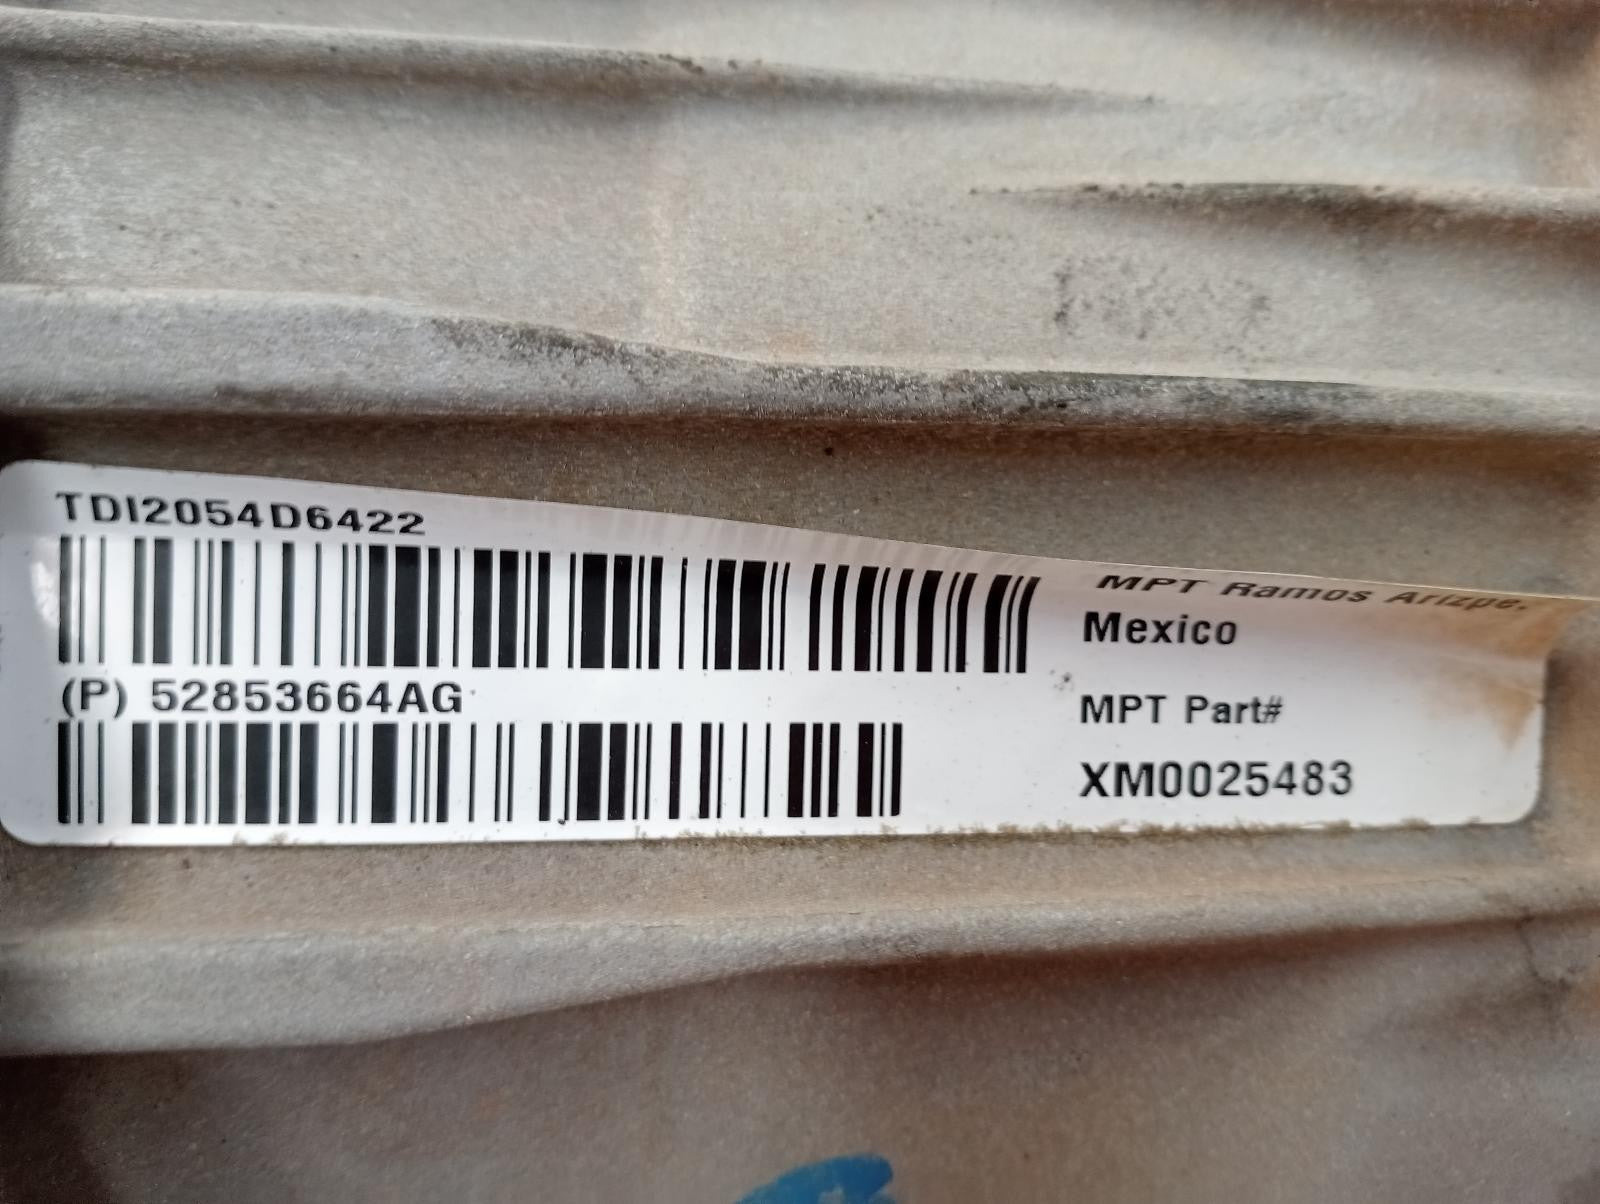 TDI2054D6422
(P) 52853664AG
MPT Ramos Arizpe,
Mexico
MPT Part#
XM0025483